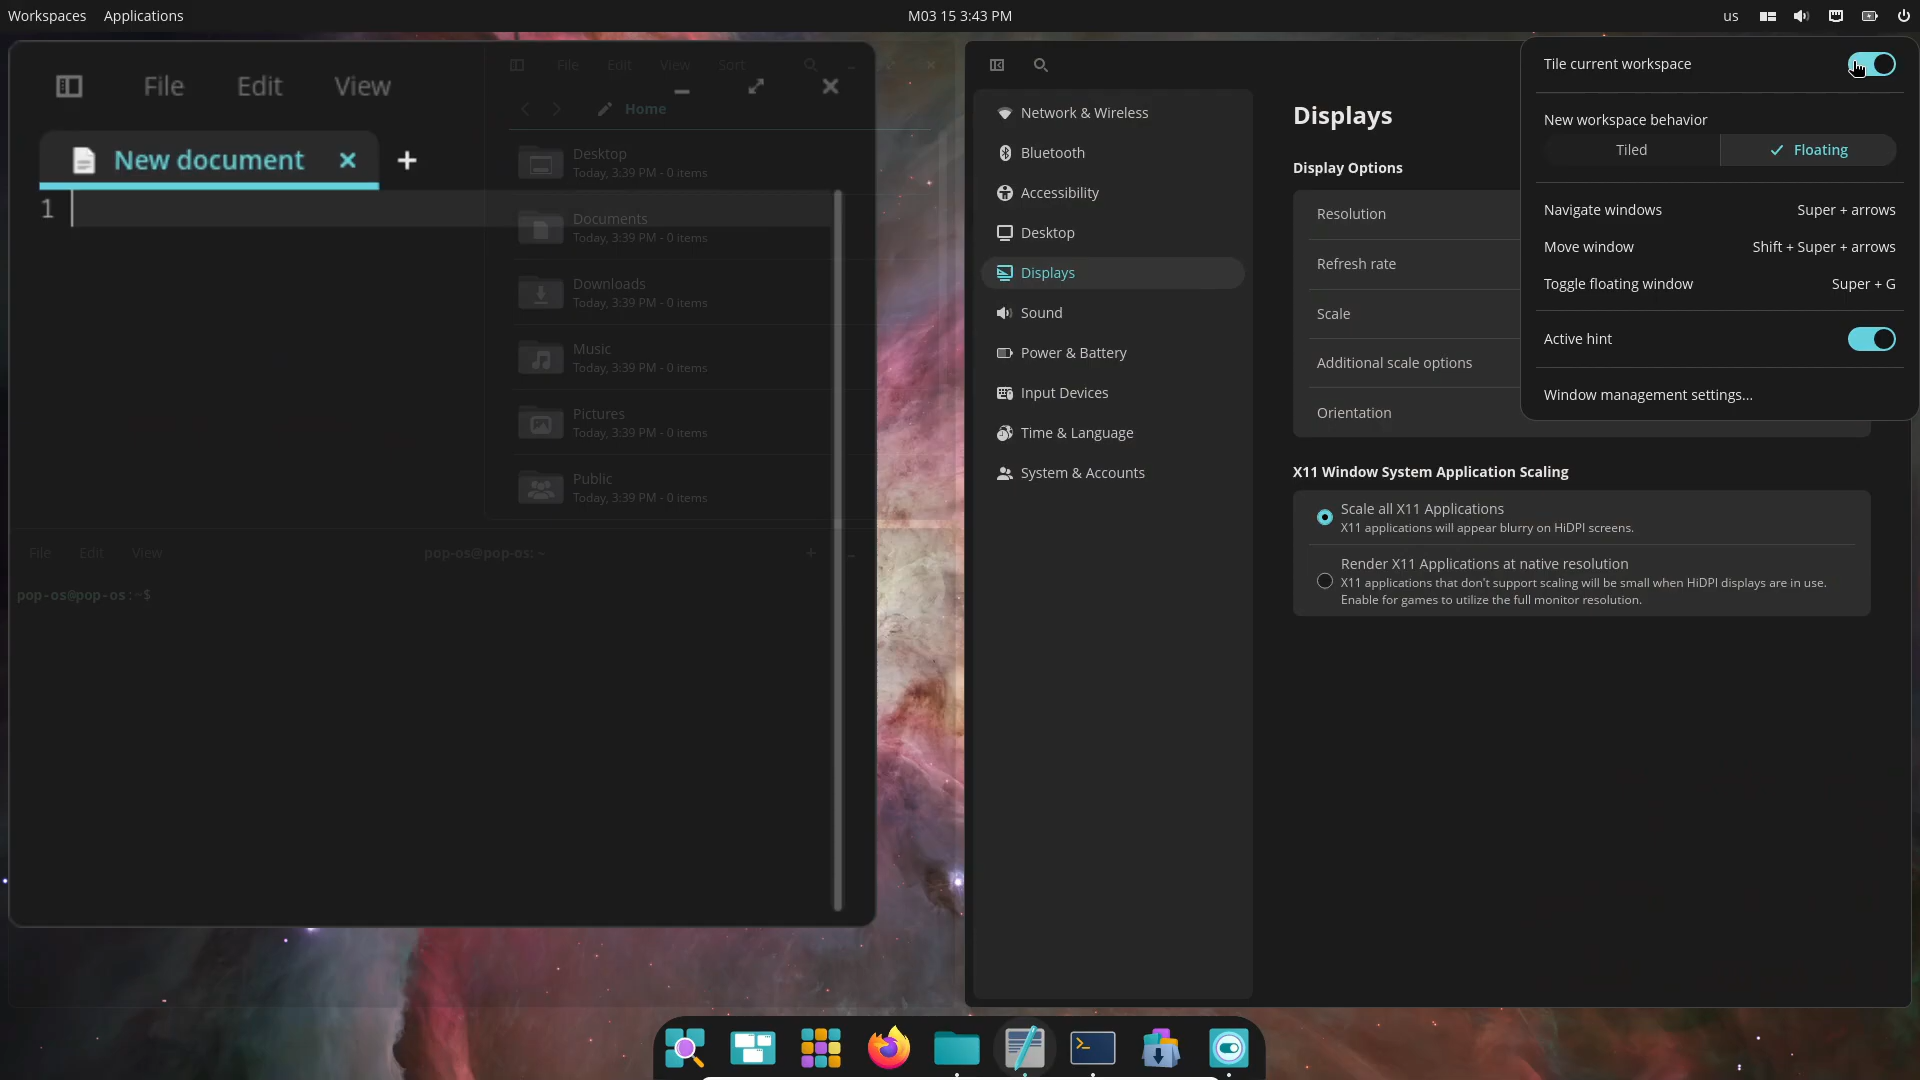 Workspaces Applications M03 15 3:43 PM us
File Edit View
New document
1
File Edit View Sort
Home
Desktop
Today, 3:39 PM - 0 items
Documents
Today, 3:39 PM - 0 items
Downloads
Today, 3:39 PM - 0 items
Music
Today, 3:39 PM - 0 items
Pictures
Today, 3:39 PM - 0 items
Public
Today, 3:39 PM - 0 items
File Edit View pop-os@pop-os: ~
pop-os@pop-os:~$
Network & Wireless
Bluetooth
Accessibility
Desktop
Displays
Sound
Power & Battery
Input Devices
Time & Language
System & Accounts
Displays
Display Options
Resolution
Refresh rate
Scale
Additional scale options
Orientation
X11 Window System Application Scaling
Scale all X11 Applications
X11 applications will appear blurry on HiDPI screens.
Render X11 Applications at native resolution
X11 applications that don't support scaling will be small when HiDPI displays are in use.
Enable for games to utilize the full monitor resolution.
Tile current workspace
New workspace behavior
Tiled Floating
Navigate windows Super + arrows
Move window Shift + Super + arrows
Toggle floating window Super + G
Active hint
Window management settings...